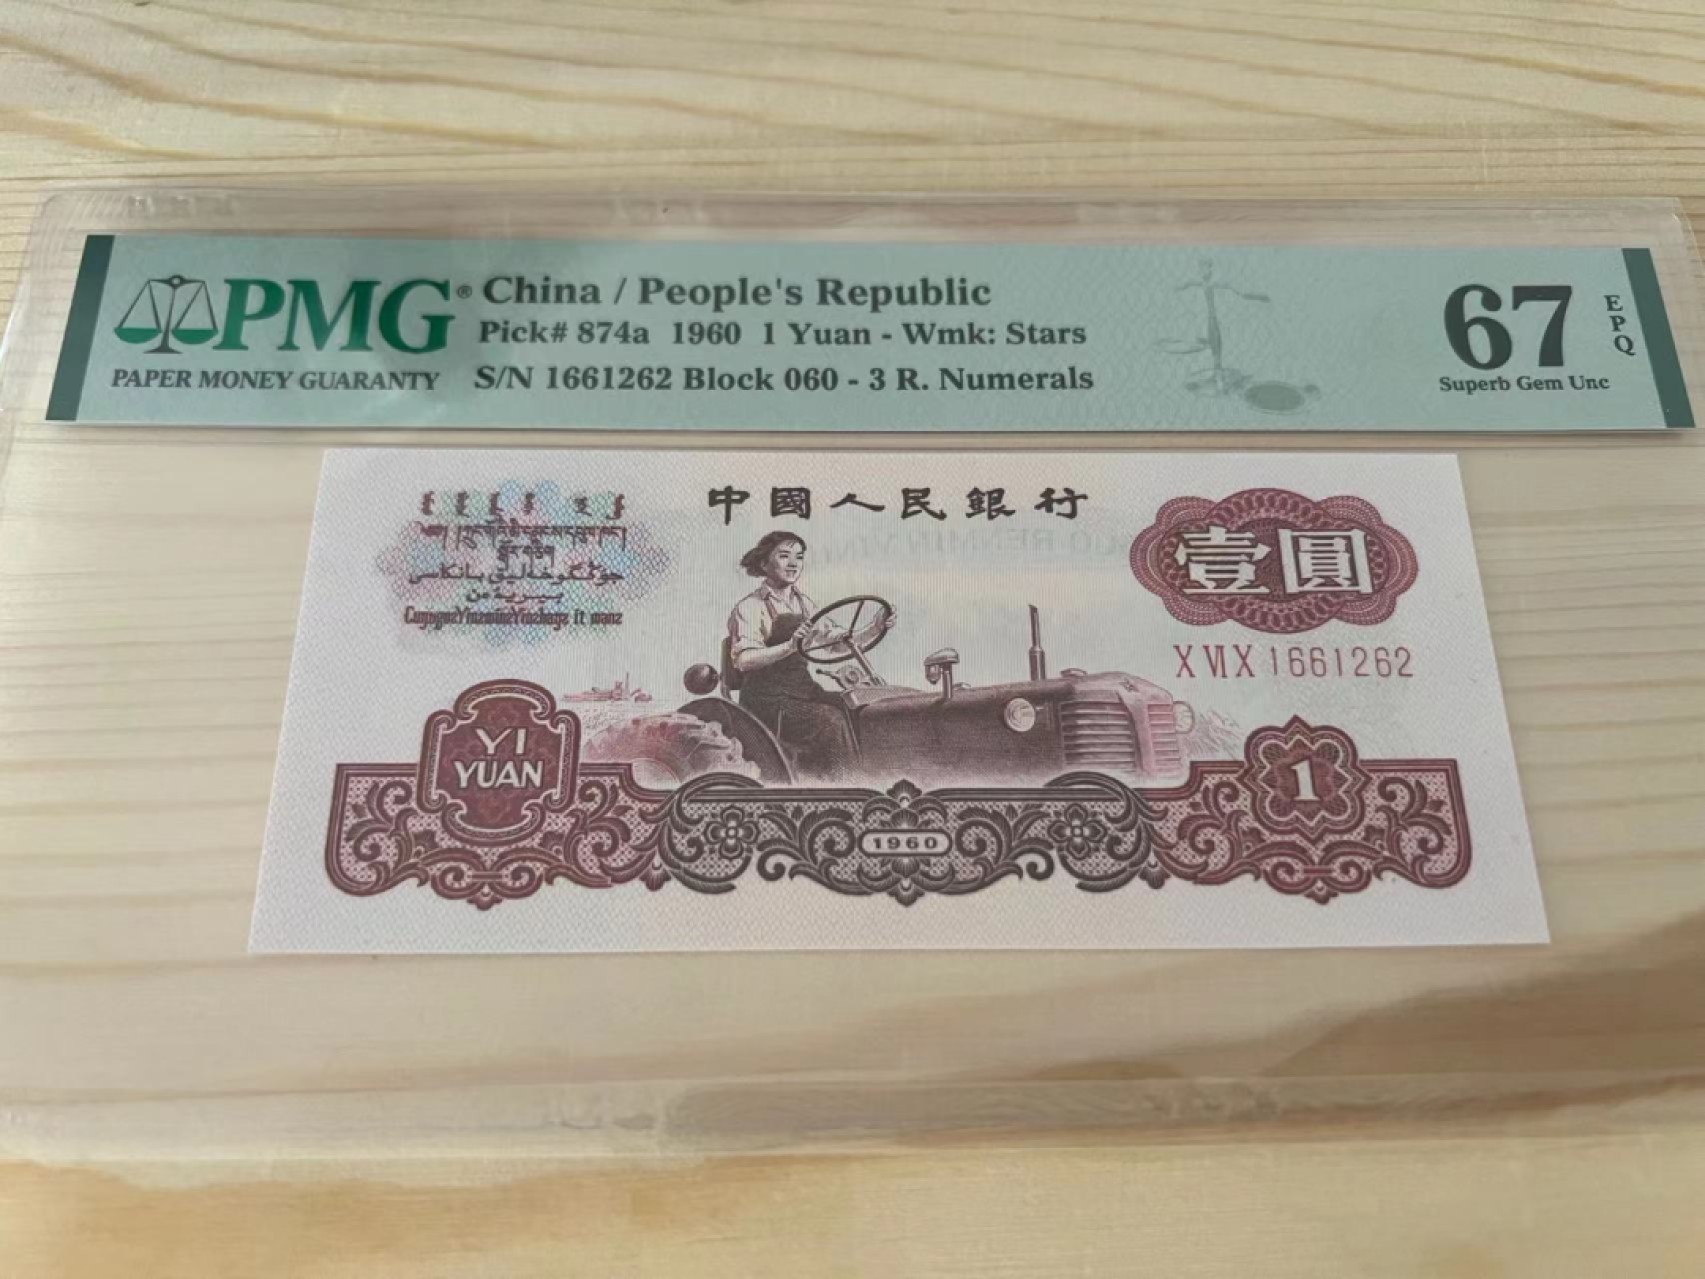 PMG® China / People's Republic
Pick# 874a 1960 1 Yuan - Wmk: Stars
PAPER MONEY GUARANTY S/N 1661262 Block 060 - 3 R. Numerals
67 EPQ
Superb Gem Unc
中國人民銀行
壹圓
XⅦX 1661262
YI
YUAN
1
1960